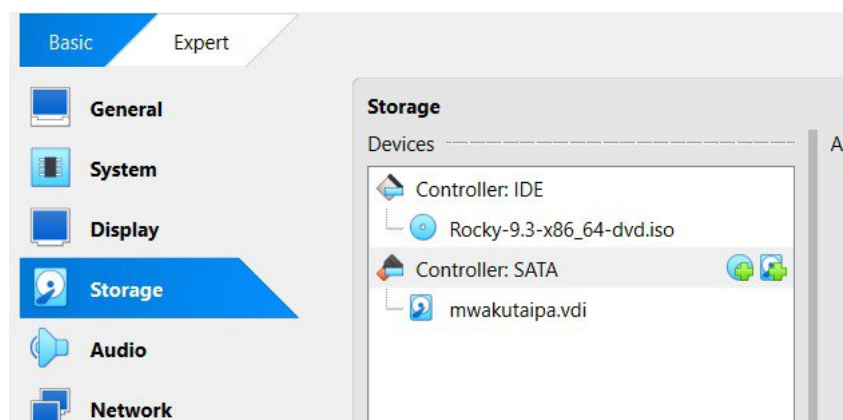 Basic
Expert
General
System
Display
Storage
Audio
Network
Storage
Devices
A
Controller: IDE
Rocky-9.3-x86_64-dvd.iso
Controller: SATA
mwakutaipa.vdi